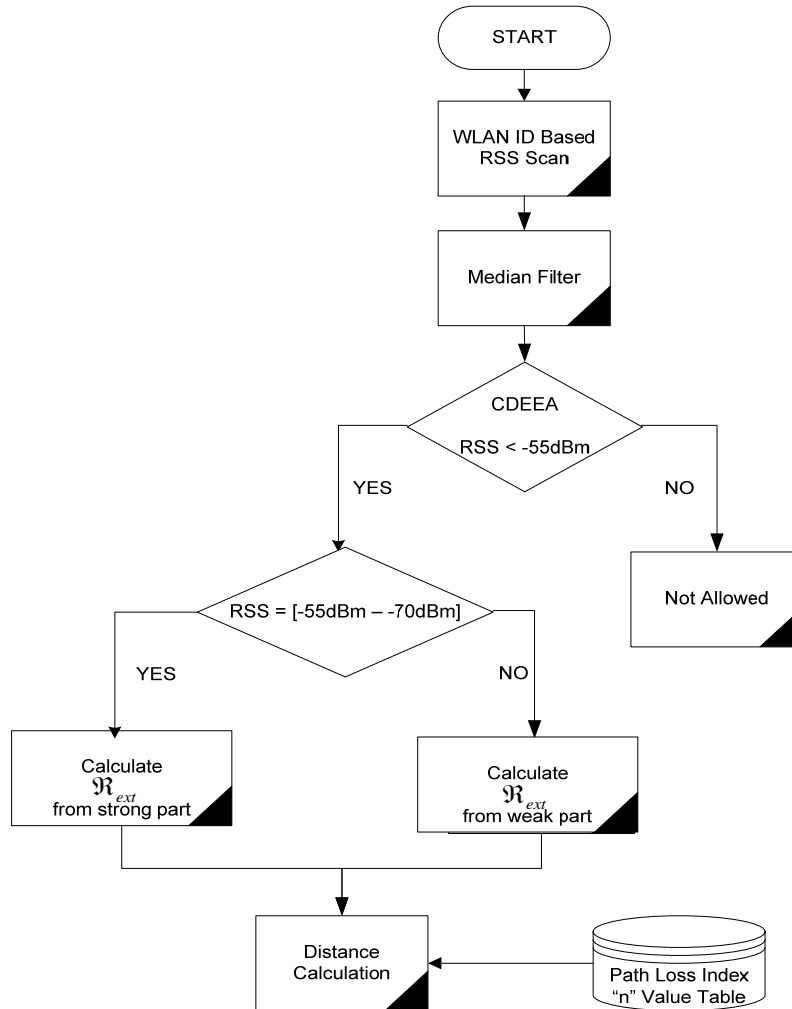 START
WLAN ID Based
RSS Scan
Median Filter
CDEEA
RSS < -55dBm
YES
NO
RSS = [-55dBm – -70dBm]
Not Allowed
YES
NO
Calculate
ℜext
from strong part
Calculate
ℜext
from weak part
Distance
Calculation
Path Loss Index
“n” Value Table